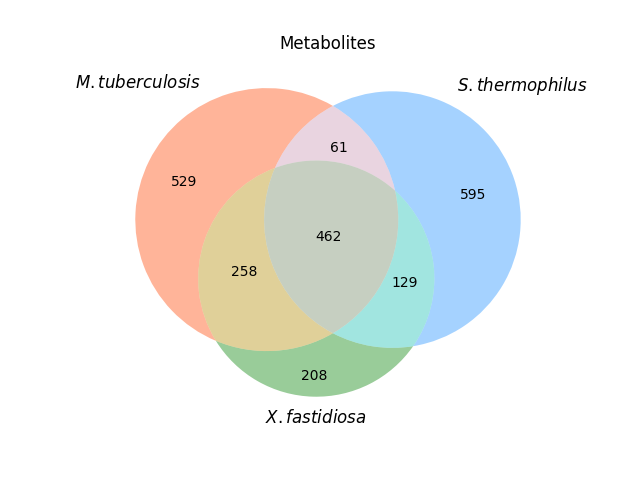 Metabolites
M.tuberculosis
S.thermophilus
61
529
595
462
258
129
208
X.fastidiosa